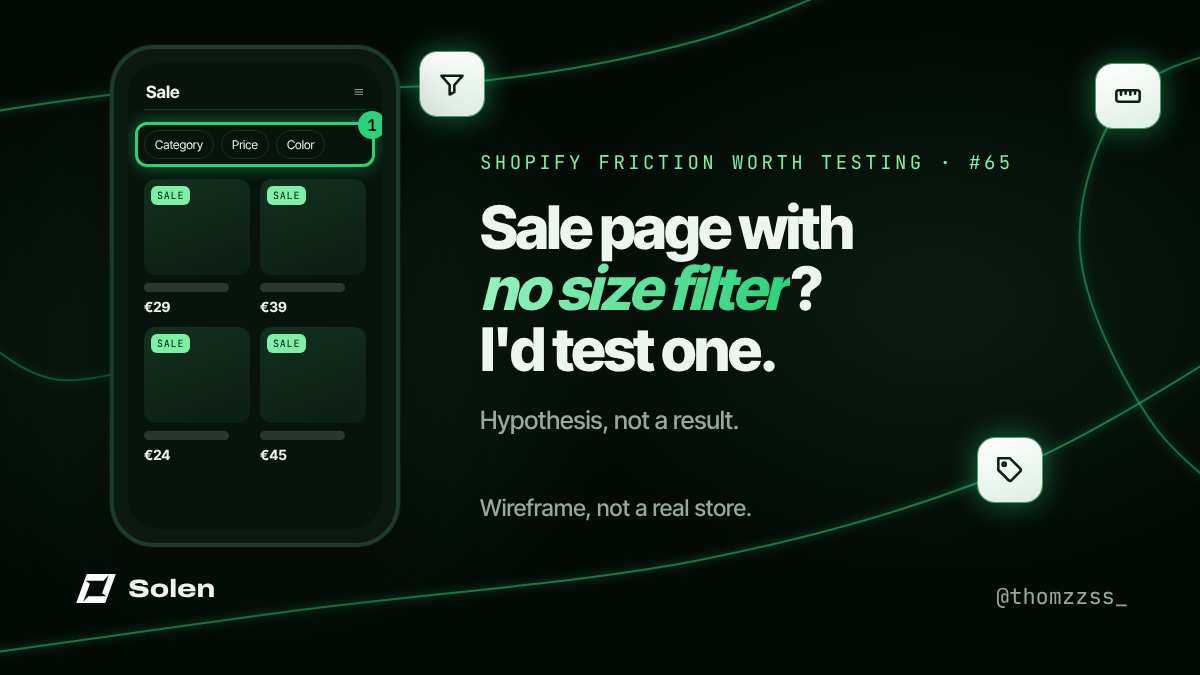 Sale
1
Category Price Color
SALE SALE
€29 €39
SALE SALE
€24 €45
SHOPIFY FRICTION WORTH TESTING · #65
Sale page with
no size filter?
I'd test one.
Hypothesis, not a result.
Wireframe, not a real store.
Solen
@thomzzss_